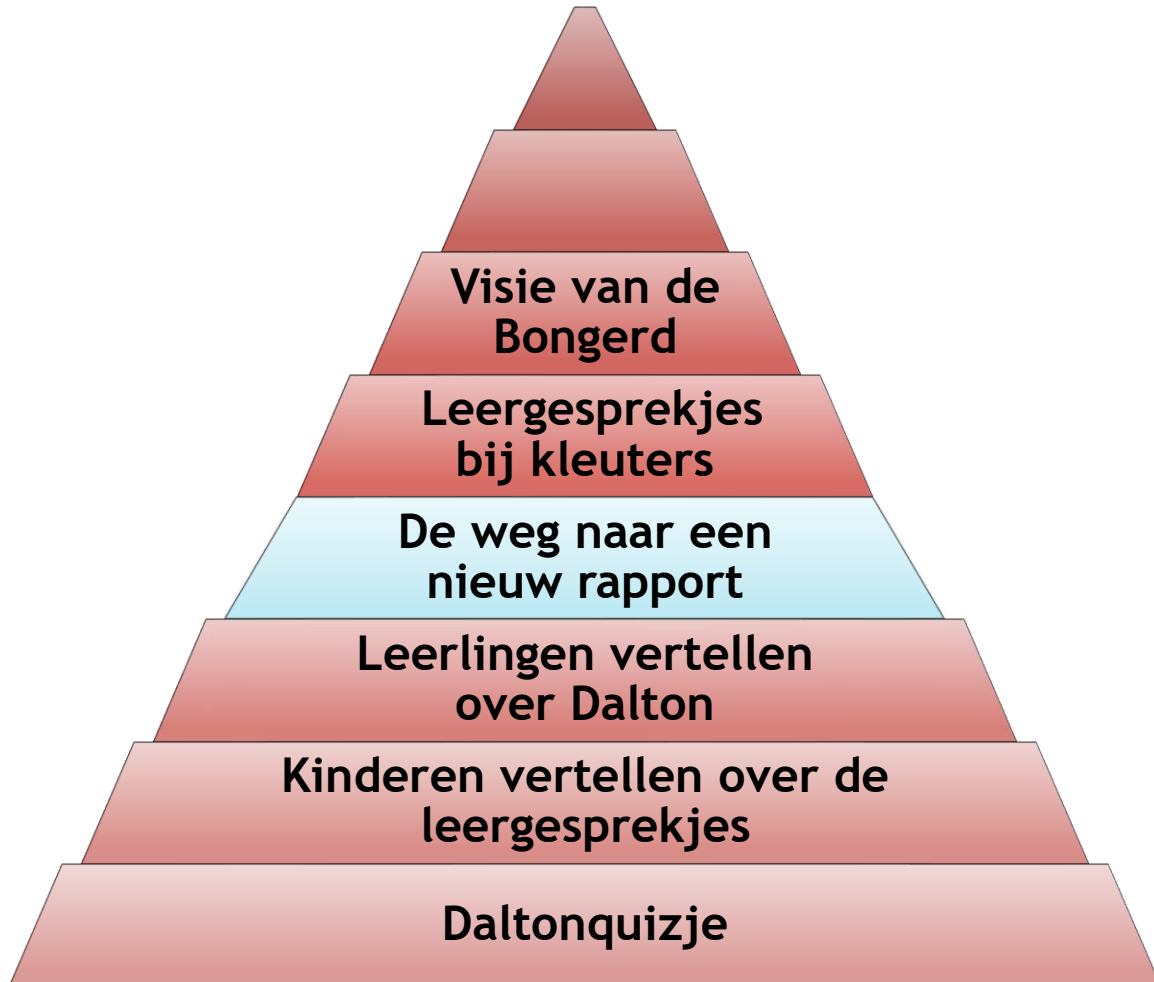 Visie van de
Bongerd
Leergesprekjes
bij kleuters
De weg naar een
nieuw rapport
Leerlingen vertellen
over Dalton
Kinderen vertellen over de
leergesprekjes
Daltonquizje